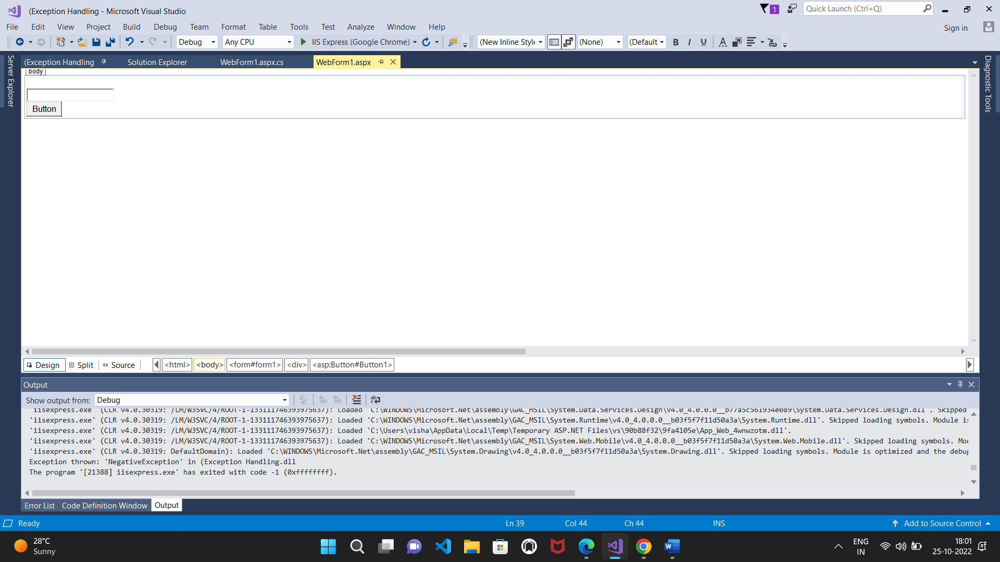 (Exception Handling - Microsoft Visual Studio
1
Quick Launch (Ctrl+Q)
File Edit View Project Build Debug Team Format Table Tools Test Analyze Window Help
Sign in
Debug Any CPU IIS Express (Google Chrome) (New Inline Style (None) (Default B I U A
Server Explorer
(Exception Handling Solution Explorer WebForm1.aspx.cs WebForm1.aspx
Diagnostic Tools
body
Button
Design Split Source <html> <body> <form#form1> <div> <asp:Button#Button1>
Output
Show output from: Debug
'iisexpress.exe' (CLR v4.0.30319: /LM/W3SVC/4/ROOT-1-133111746393975637): Loaded 'C:\WINDOWS\Microsoft.Net\assembly\GAC_MSIL\System.Data.Services.Design\v4.0_4.0.0.0__b77a5c561934e089\System.Data.Services.Design.dll'. Skipped
'iisexpress.exe' (CLR v4.0.30319: /LM/W3SVC/4/ROOT-1-133111746393975637): Loaded 'C:\WINDOWS\Microsoft.Net\assembly\GAC_MSIL\System.Runtime\v4.0_4.0.0.0__b03f5f7f11d50a3a\System.Runtime.dll'. Skipped loading symbols. Module is
'iisexpress.exe' (CLR v4.0.30319: /LM/W3SVC/4/ROOT-1-133111746393975637): Loaded 'C:\Users\visha\AppData\Local\Temp\Temporary ASP.NET Files\vs\90b88f32\9fa4105e\App_Web_4wnwzotm.dll'.
'iisexpress.exe' (CLR v4.0.30319: /LM/W3SVC/4/ROOT-1-133111746393975637): Loaded 'C:\WINDOWS\Microsoft.Net\assembly\GAC_MSIL\System.Web.Mobile\v4.0_4.0.0.0__b03f5f7f11d50a3a\System.Web.Mobile.dll'. Skipped loading symbols. Mod
'iisexpress.exe' (CLR v4.0.30319: DefaultDomain): Loaded 'C:\WINDOWS\Microsoft.Net\assembly\GAC_MSIL\System.Drawing\v4.0_4.0.0.0__b03f5f7f11d50a3a\System.Drawing.dll'. Skipped loading symbols. Module is optimized and the debug
Exception thrown: 'NegativeException' in (Exception Handling.dll
The program '[21388] iisexpress.exe' has exited with code -1 (0xffffffff).
Error List Code Definition Window Output
Ready Ln 39 Col 44 Ch 44 INS Add to Source Control
28°C
Sunny
ENG
IN
18:01
25-10-2022